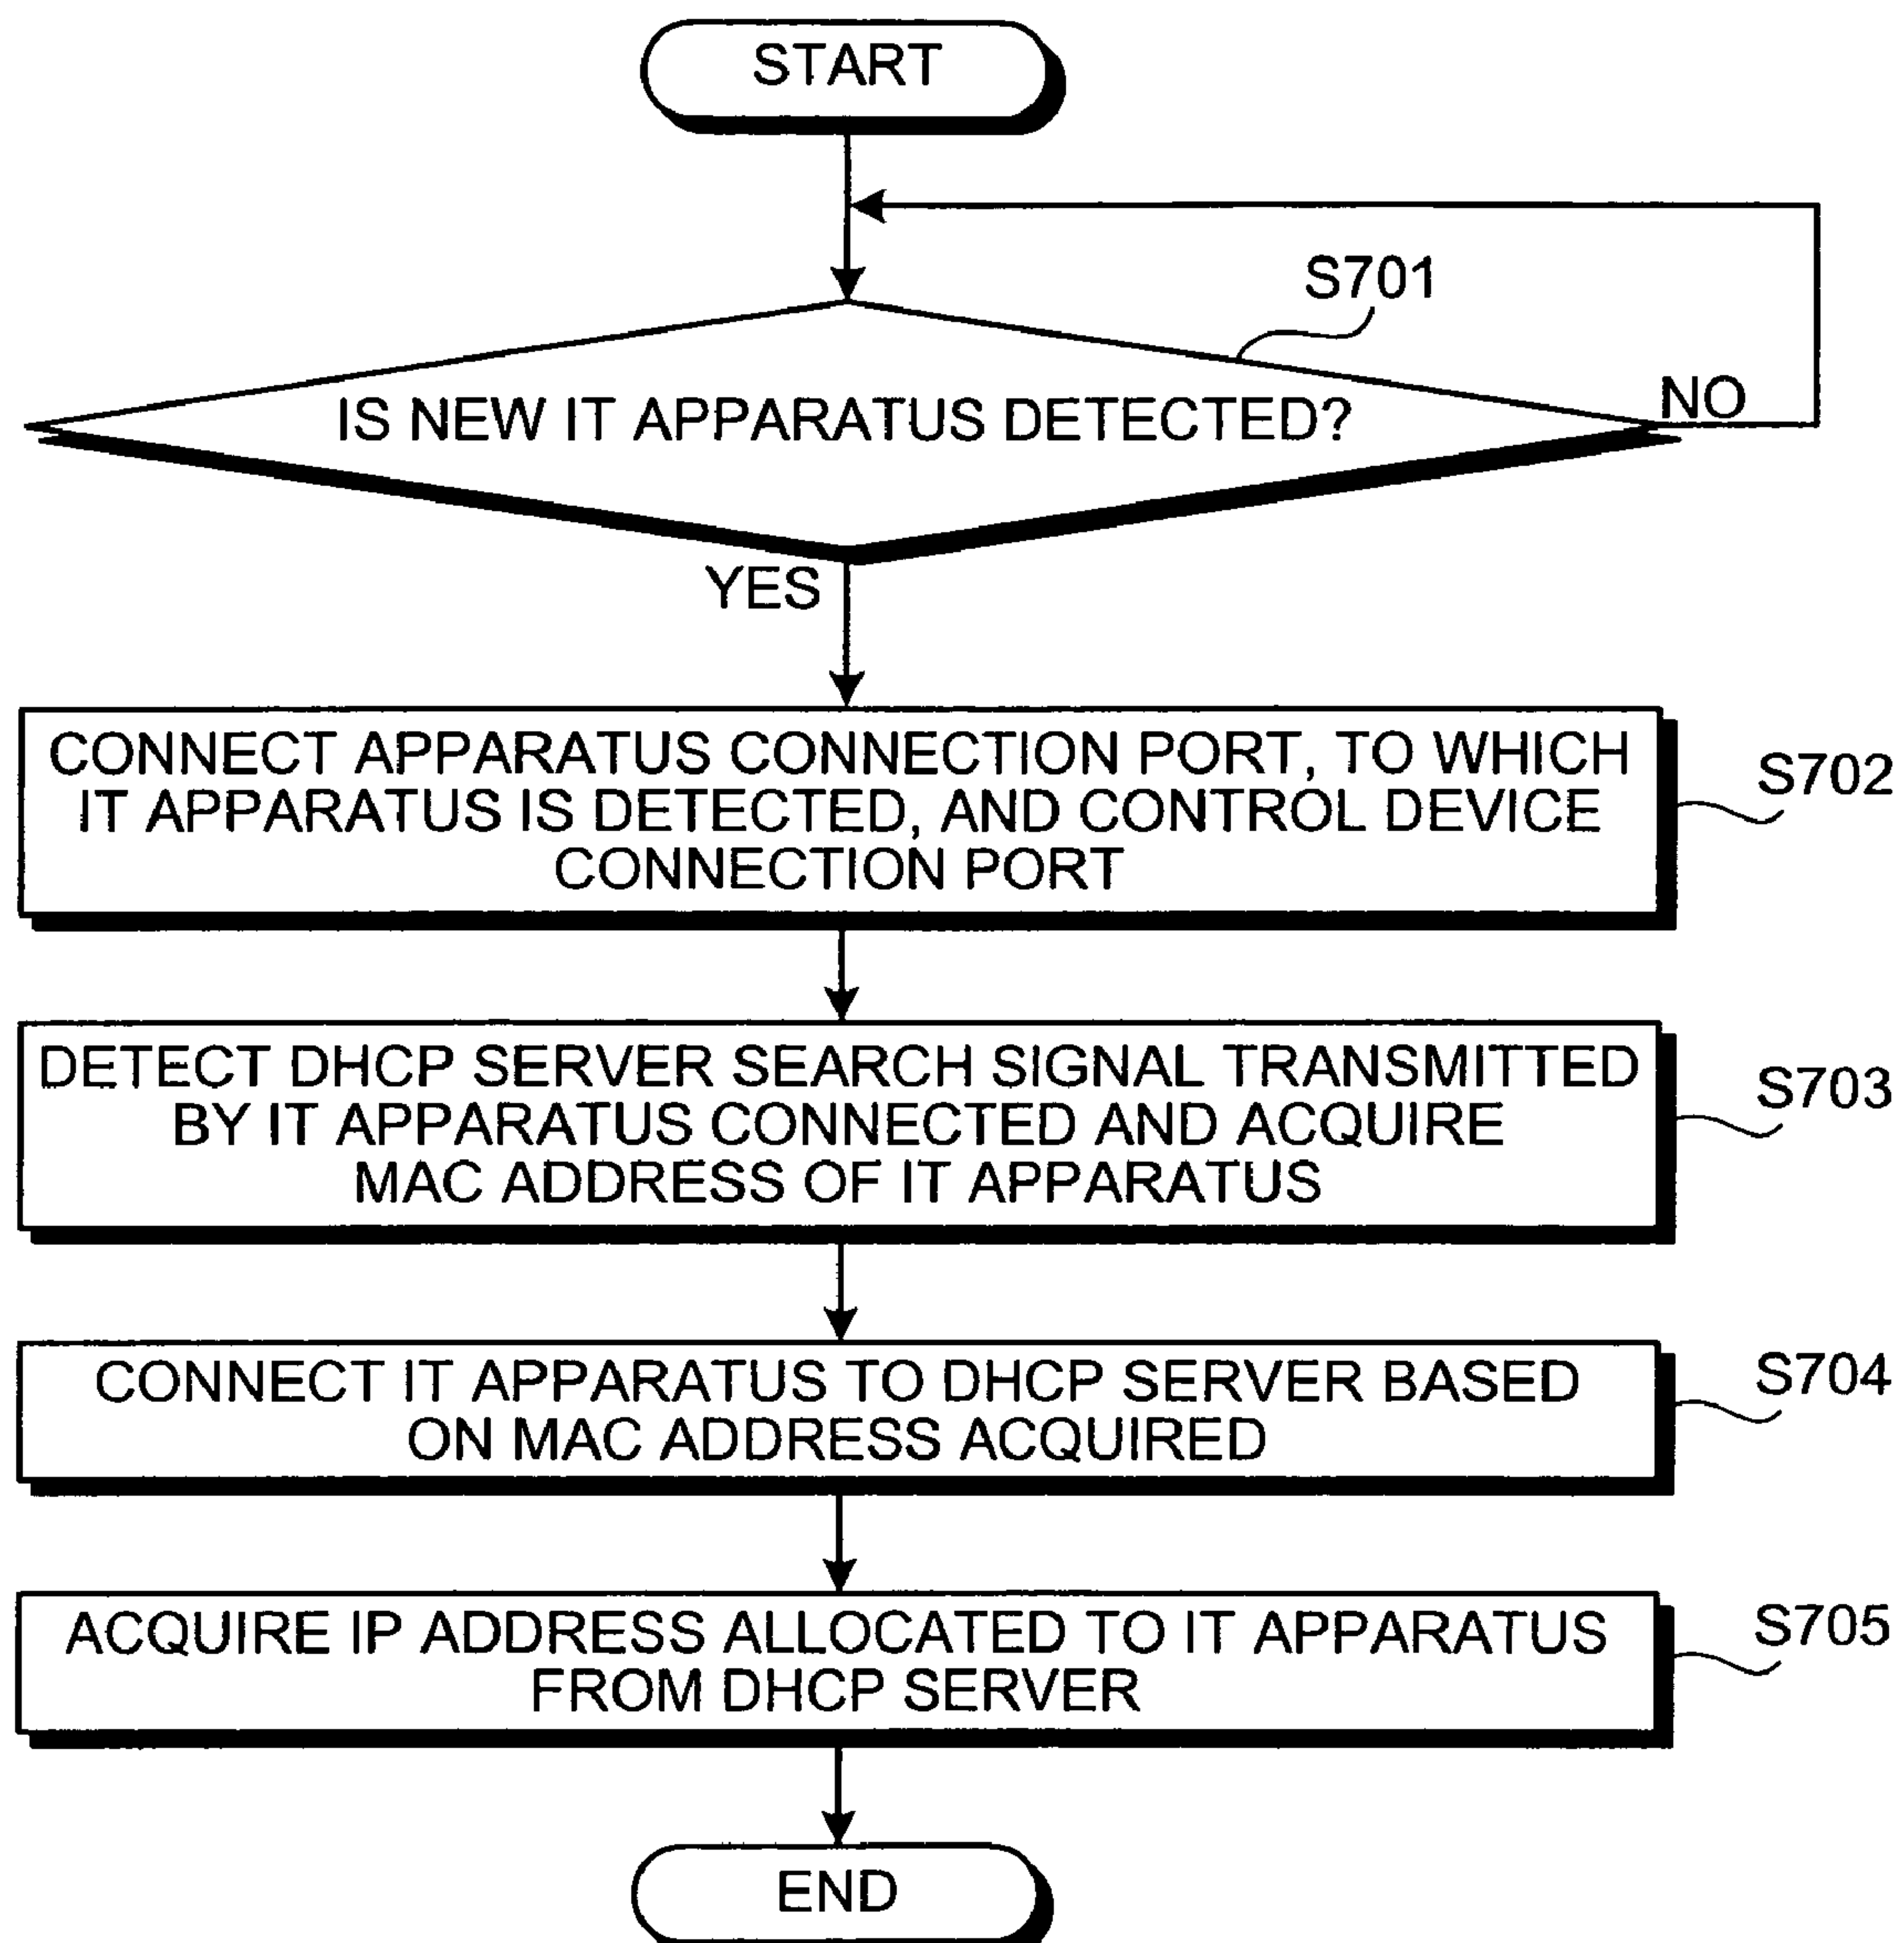 START
S701
IS NEW IT APPARATUS DETECTED?
NO
YES
CONNECT APPARATUS CONNECTION PORT, TO WHICH
IT APPARATUS IS DETECTED, AND CONTROL DEVICE
CONNECTION PORT
S702
DETECT DHCP SERVER SEARCH SIGNAL TRANSMITTED
BY IT APPARATUS CONNECTED AND ACQUIRE
MAC ADDRESS OF IT APPARATUS
S703
CONNECT IT APPARATUS TO DHCP SERVER BASED
ON MAC ADDRESS ACQUIRED
S704
ACQUIRE IP ADDRESS ALLOCATED TO IT APPARATUS
FROM DHCP SERVER
S705
END